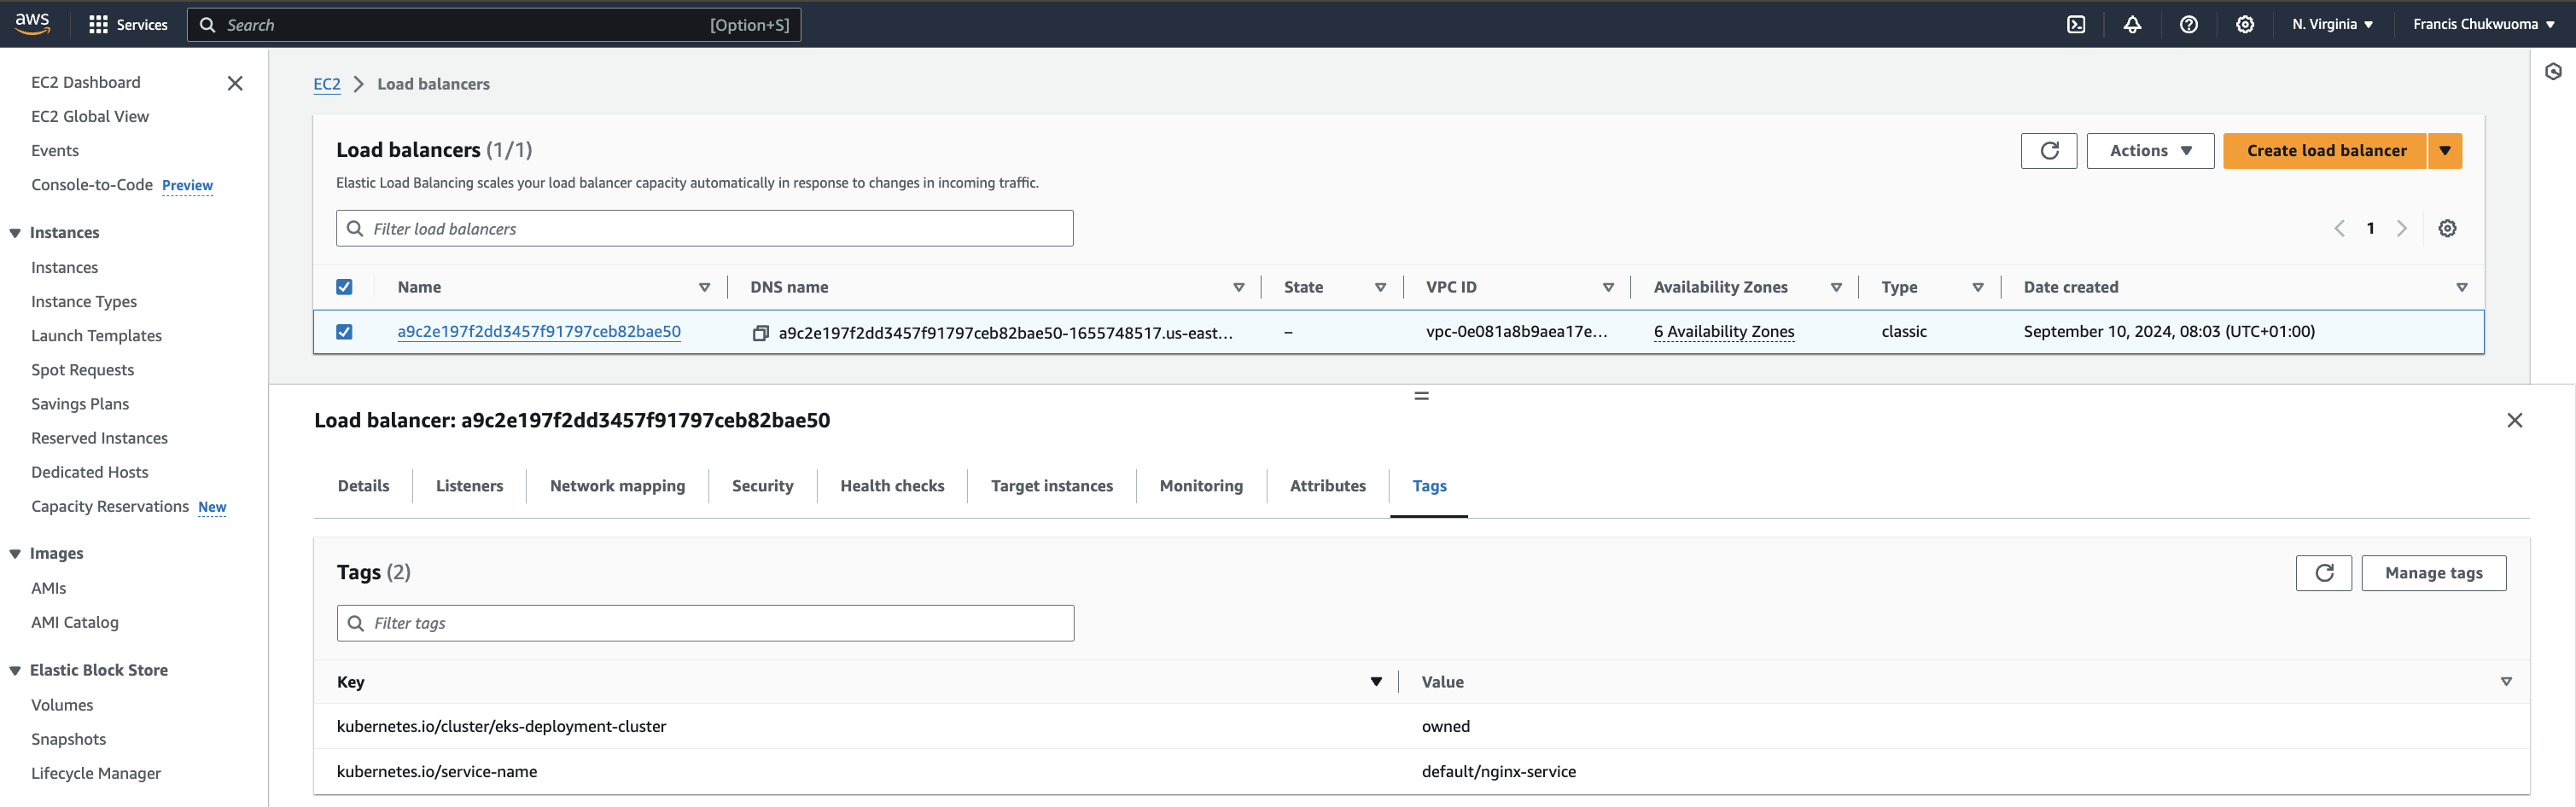 aws
Services
Search
[Option+S]
N. Virginia
Francis Chukwuoma
EC2 Dashboard
EC2 Global View
Events
Console-to-Code Preview
Instances
Instances
Instance Types
Launch Templates
Spot Requests
Savings Plans
Reserved Instances
Dedicated Hosts
Capacity Reservations New
Images
AMIs
AMI Catalog
Elastic Block Store
Volumes
Snapshots
Lifecycle Manager
EC2 > Load balancers
Load balancers (1/1)
Elastic Load Balancing scales your load balancer capacity automatically in response to changes in incoming traffic.
Actions
Create load balancer
Filter load balancers
1
Name DNS name State VPC ID Availability Zones Type Date created
a9c2e197f2dd3457f91797ceb82bae50 a9c2e197f2dd3457f91797ceb82bae50-1655748517.us-east... – vpc-0e081a8b9aea17e... 6 Availability Zones classic September 10, 2024, 08:03 (UTC+01:00)
Load balancer: a9c2e197f2dd3457f91797ceb82bae50
Details Listeners Network mapping Security Health checks Target instances Monitoring Attributes Tags
Tags (2)
Manage tags
Filter tags
Key Value
kubernetes.io/cluster/eks-deployment-cluster owned
kubernetes.io/service-name default/nginx-service